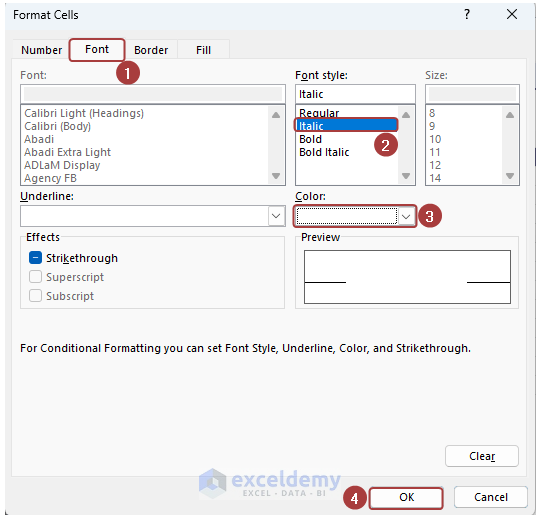 Format Cells
?
Number Font Border Fill
1
Font: Font style: Size:
Italic
Calibri Light (Headings) Regular 8
Calibri (Body) Italic 9
Abadi Bold 10
2
Abadi Extra Light Bold Italic 11
ADLaM Display 12
Agency FB 14
Underline: Color:
3
Effects Preview
Strikethrough
Superscript
Subscript
For Conditional Formatting you can set Font Style, Underline, Color, and Strikethrough.
Clear
exceldemy
EXCEL - DATA - BI
4 OK Cancel